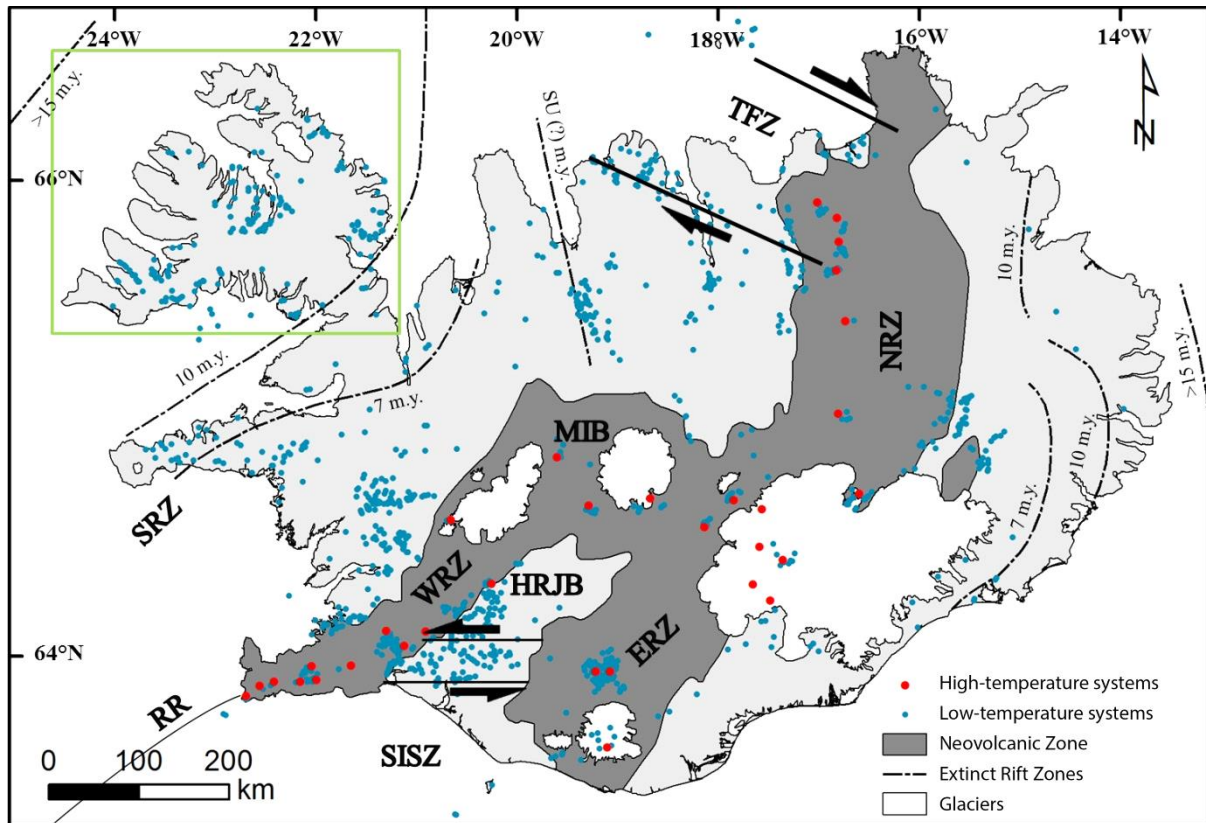 24°W 22°W 20°W 18°W 16°W 14°W
>15 m.y.
66°N
SU (?) m.y.
TFZ
N
10 m.y.
10 m.y.
7 m.y.
NRZ
>15 m.y.
MIB
10 m.y.
7 m.y.
SRZ
WRZ
HRJB
ERZ
64°N
RR
SISZ
0 100 200
km
High-temperature systems
Low-temperature systems
Neovolcanic Zone
Extinct Rift Zones
Glaciers